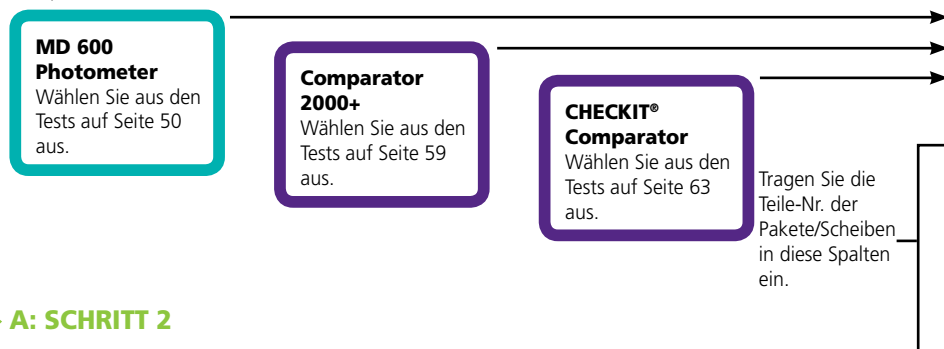 MD 600
Photometer
Wählen Sie aus den
Tests auf Seite 50
aus.
Comparator
2000+
Wählen Sie aus den
Tests auf Seite 59
aus.
CHECKIT®
Comparator
Wählen Sie aus den
Tests auf Seite 63
aus.
Tragen Sie die
Teile-Nr. der
Pakete/Scheiben
in diese Spalten
ein.
A: SCHRITT 2